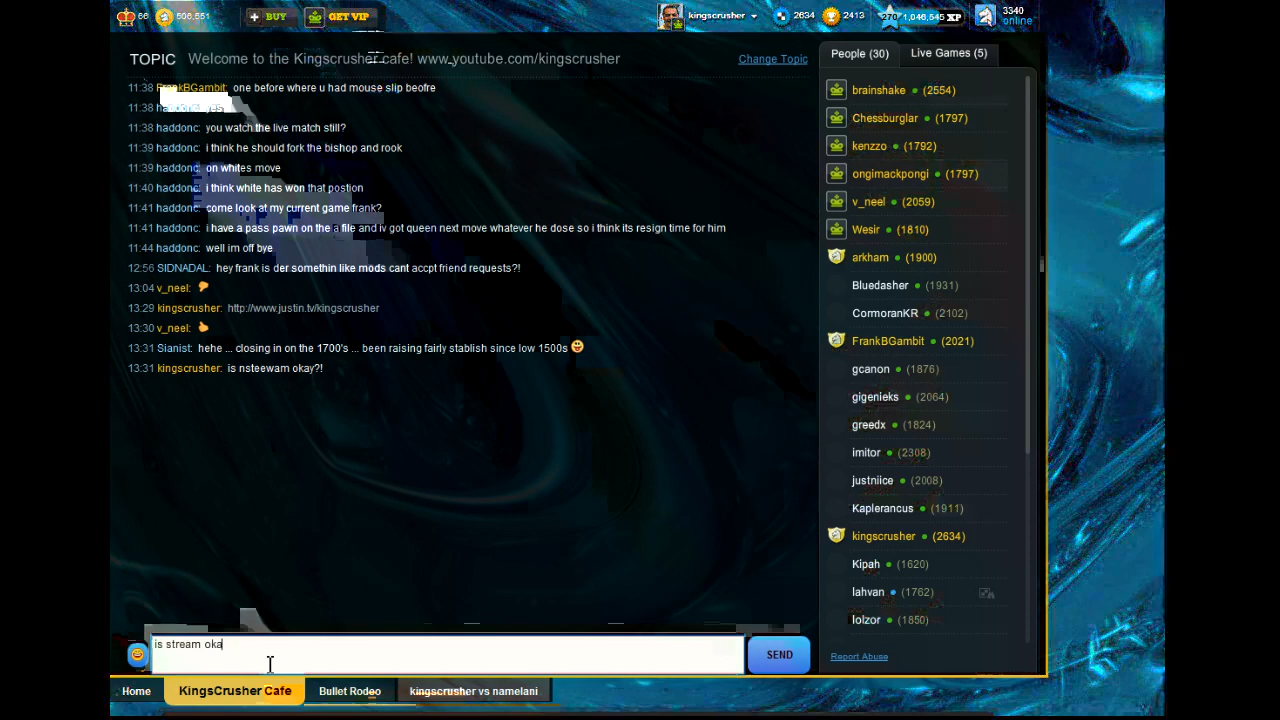 66 506,551 + BUY GET VIP kingscrusher 2634 2413 270 1,046,545 XP 3340 online
TOPIC Welcome to the Kingscrusher cafe! www.youtube.com/kingscrusher Change Topic
People (30) Live Games (5)
11:38 FrankBGambit: one before where u had mouse slip beofre
11:38 haddonc: yes
11:38 haddonc: you watch the live match still?
11:39 haddonc: i think he should fork the bishop and rook
11:39 haddonc: on whites move
11:40 haddonc: i think white has won that postion
11:41 haddonc: come look at my current game frank?
11:41 haddonc: i have a pass pawn on the a file and iv got queen next move whatever he dose so i think its resign time for him
11:44 haddonc: well im off bye
12:56 SIDNADAL: hey frank is der somethin like mods cant accpt friend requests?!
13:04 v_neel:
13:29 kingscrusher: http://www.justin.tv/kingscrusher
13:30 v_neel:
13:31 Sianist: hehe ... closing in on the 1700's ... been raising fairly stablish since low 1500s
13:31 kingscrusher: is nsteewam okay?!
brainshake (2554)
Chessburglar (1797)
kenzzo (1792)
ongimackpongi (1797)
v_neel (2059)
Wesir (1810)
arkham (1900)
Bluedasher (1931)
CormoranKR (2102)
FrankBGambit (2021)
gcanon (1876)
gigenieks (2064)
greedx (1824)
imitor (2308)
justniice (2008)
Kaplerancus (1911)
kingscrusher (2634)
Kipah (1620)
lahvan (1762)
lolzor (1850)
is stream oka
SEND
Report Abuse
Home KingsCrusher Cafe Bullet Rodeo kingscrusher vs namelani